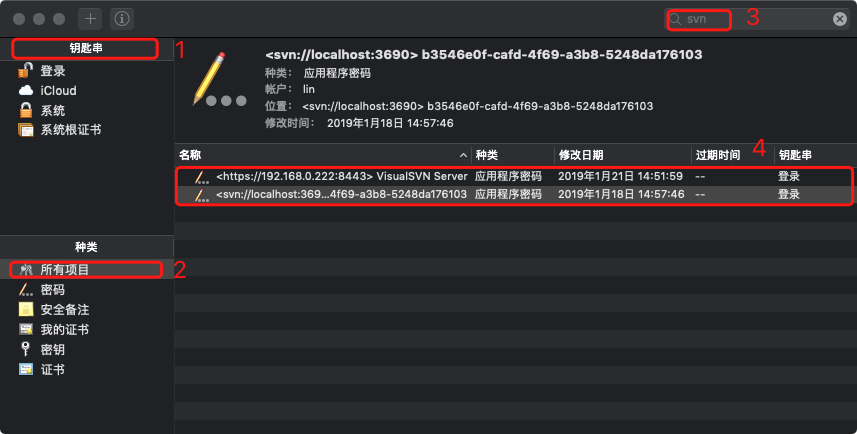 svn
3
钥匙串
1
登录
iCloud
系统
系统根证书
<svn://localhost:3690> b3546e0f-cafd-4f69-a3b8-5248da176103
种类： 应用程序密码
帐户： lin
位置： <svn://localhost:3690> b3546e0f-cafd-4f69-a3b8-5248da176103
修改时间： 2019年1月18日 14:57:46
名称 种类 修改日期 过期时间 4 钥匙串
<https://192.168.0.222:8443> VisualSVN Server 应用程序密码 2019年1月21日 14:51:59 -- 登录
<svn://localhost:369...4f69-a3b8-5248da176103 应用程序密码 2019年1月18日 14:57:46 -- 登录
种类
所有项目
2
密码
安全备注
我的证书
密钥
证书